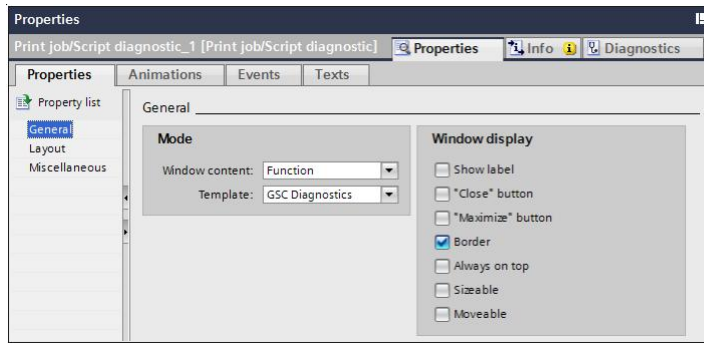 Properties
Print job/Script diagnostic_1 [Print job/Script diagnostic]
Properties
Info
Diagnostics
Properties
Animations
Events
Texts
Property list
General
Layout
Miscellaneous
General
Mode
Window content: Function
Template: GSC Diagnostics
Window display
Show label
"Close" button
"Maximize" button
Border
Always on top
Sizeable
Moveable